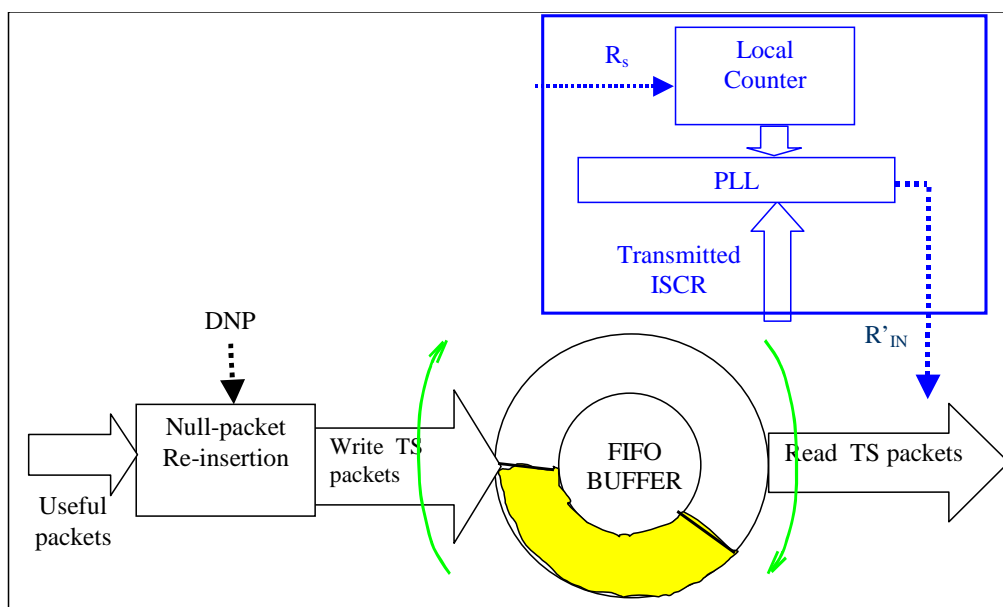 Rs
Local
Counter
PLL
Transmitted
ISCR
DNP
R’IN
Null-packet
Re-insertion
Write TS
packets
FIFO
BUFFER
Read TS packets
Useful
packets